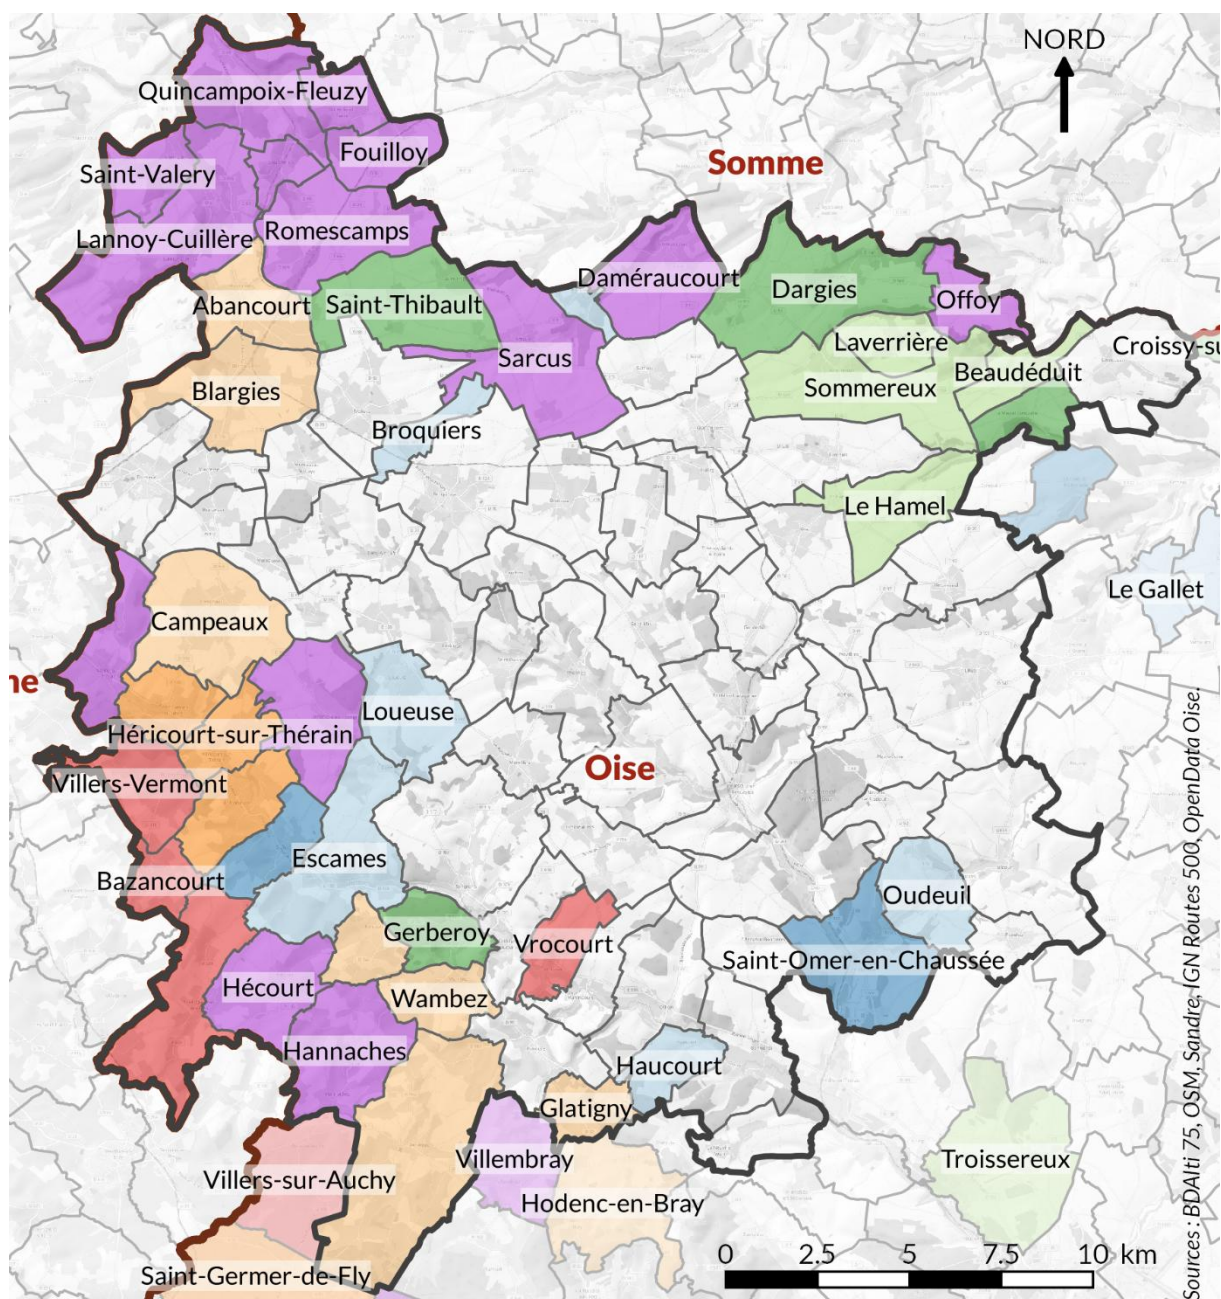 NORD
Quincampoix-Fleuzy
Fouilloy
Saint-Valery
Somme
Lannoy-Cuillère
Romescamps
Daméraucourt
Dargies
Offoy
Abancourt
Saint-Thibault
Laverrière
Croissy-su
Sarcus
Beaudéduit
Blargies
Sommereux
Broquiers
Le Hamel
Le Gallet
Campeaux
ne
Loueuse
Héricourt-sur-Thérain
Oise
Villers-Vermont
Escames
Bazancourt
Oudeuil
Gerberoy
Vrocourt
Saint-Omer-en-Chaussée
Hécourt
Wambez
Hannaches
Haucourt
Glatigny
Villembray
Troissereux
Villers-sur-Auchy
Hodenc-en-Bray
Saint-Germer-de-Fly
0 2.5 5 7.5 10 km
Sources : BDAlti 75, OSM, Sandre, IGN Routes 500, OpenData Oise.